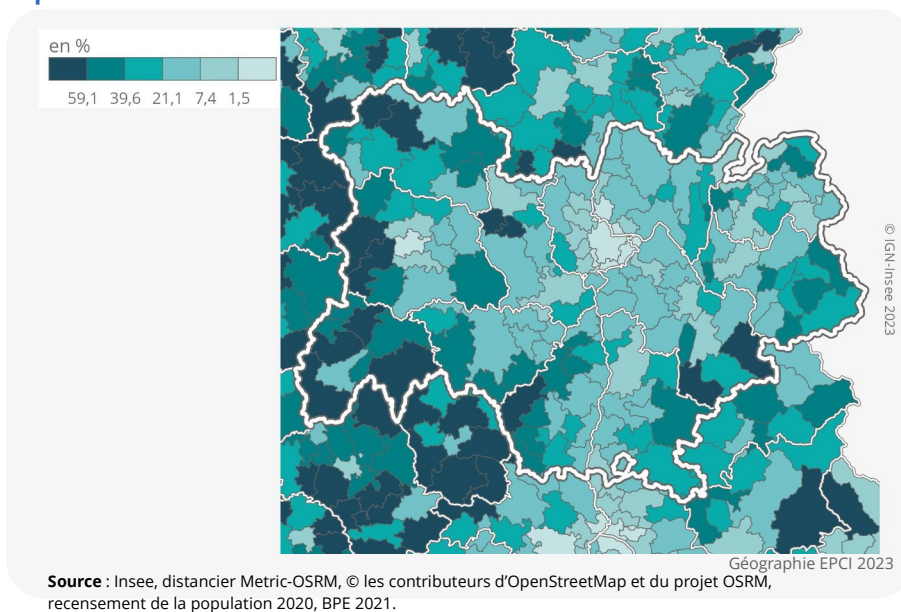 en %
59,1 39,6 21,1 7,4 1,5
© IGN-Insee 2023
Géographie EPCI 2023
Source : Insee, distancier Metric-OSRM, © les contributeurs d’OpenStreetMap et du projet OSRM,
recensement de la population 2020, BPE 2021.